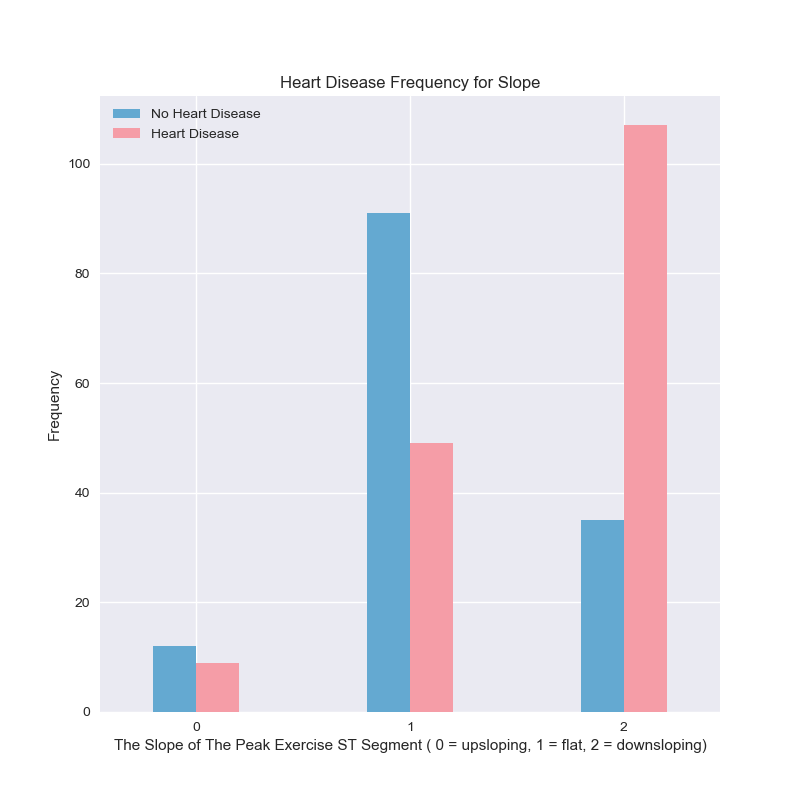 Heart Disease Frequency for Slope
No Heart Disease
Heart Disease
100
80
60
40
20
0
Frequency
0 1 2
The Slope of The Peak Exercise ST Segment ( 0 = upsloping, 1 = flat, 2 = downsloping)